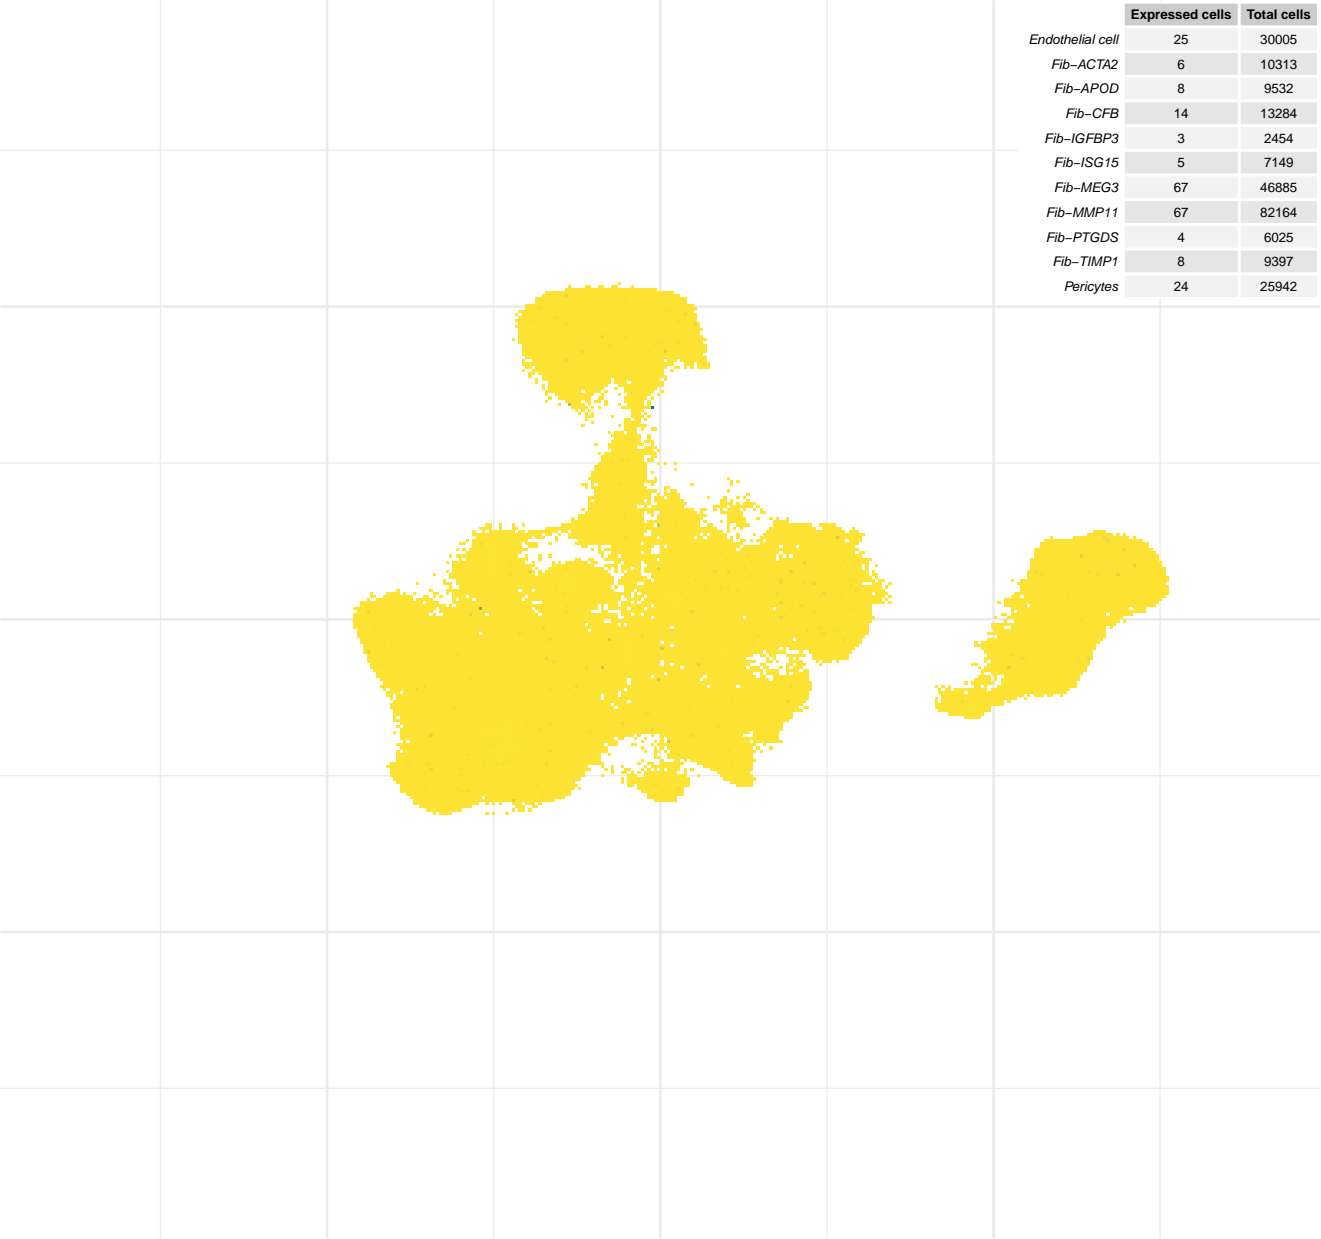 Expressed cells Total cells
Endothelial cell 25 30005
Fib−ACTA2 6 10313
Fib−APOD 8 9532
Fib−CFB 14 13284
Fib−IGFBP3 3 2454
Fib−ISG15 5 7149
Fib−MEG3 67 46885
Fib−MMP11 67 82164
Fib−PTGDS 4 6025
Fib−TIMP1 8 9397
Pericytes 24 25942